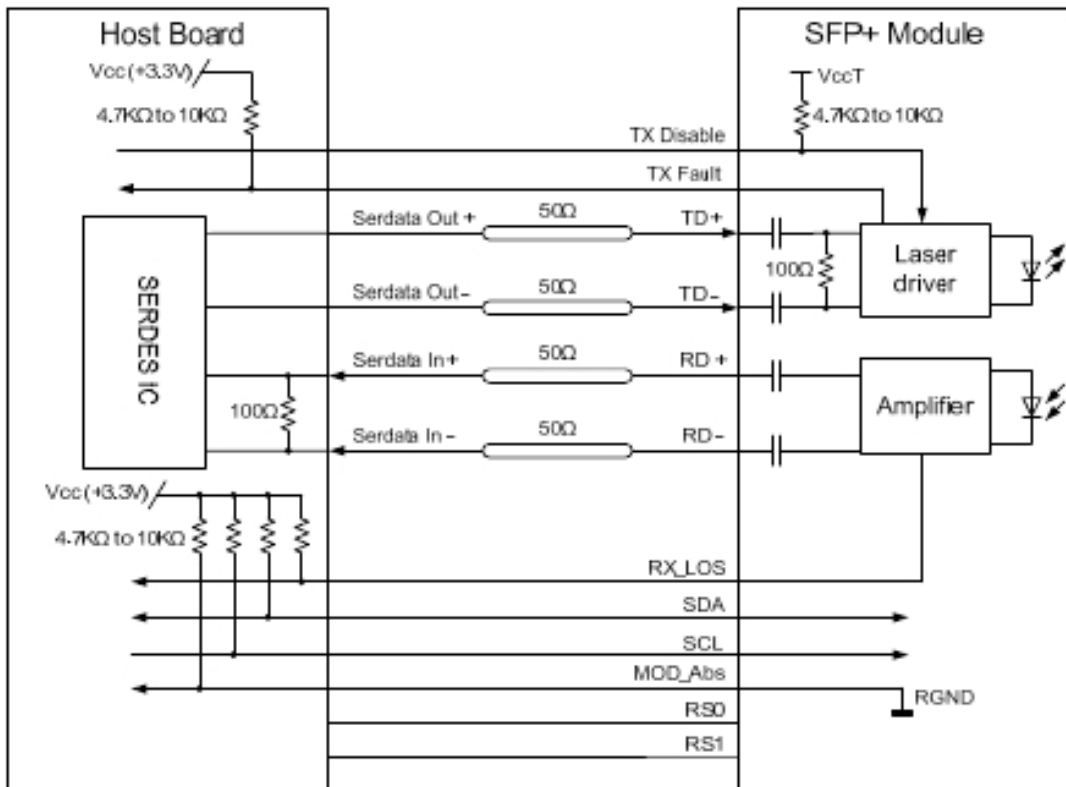 Host Board
SFP+ Module
Vcc (+3.3V)
VccT
4.7KΩ to 10KΩ
4.7KΩ to 10KΩ
TX Disable
TX Fault
Serdata Out +
50Ω
TD+
100Ω
Laser
driver
Serdata Out−
50Ω
TD−
SERDES IC
Serdata In+
50Ω
RD +
100Ω
Amplifier
Serdata In −
50Ω
RD−
Vcc (+3.3V)
4.7KΩ to 10KΩ
RX_LOS
SDA
SCL
MOD_Abs
RGND
RS0
RS1